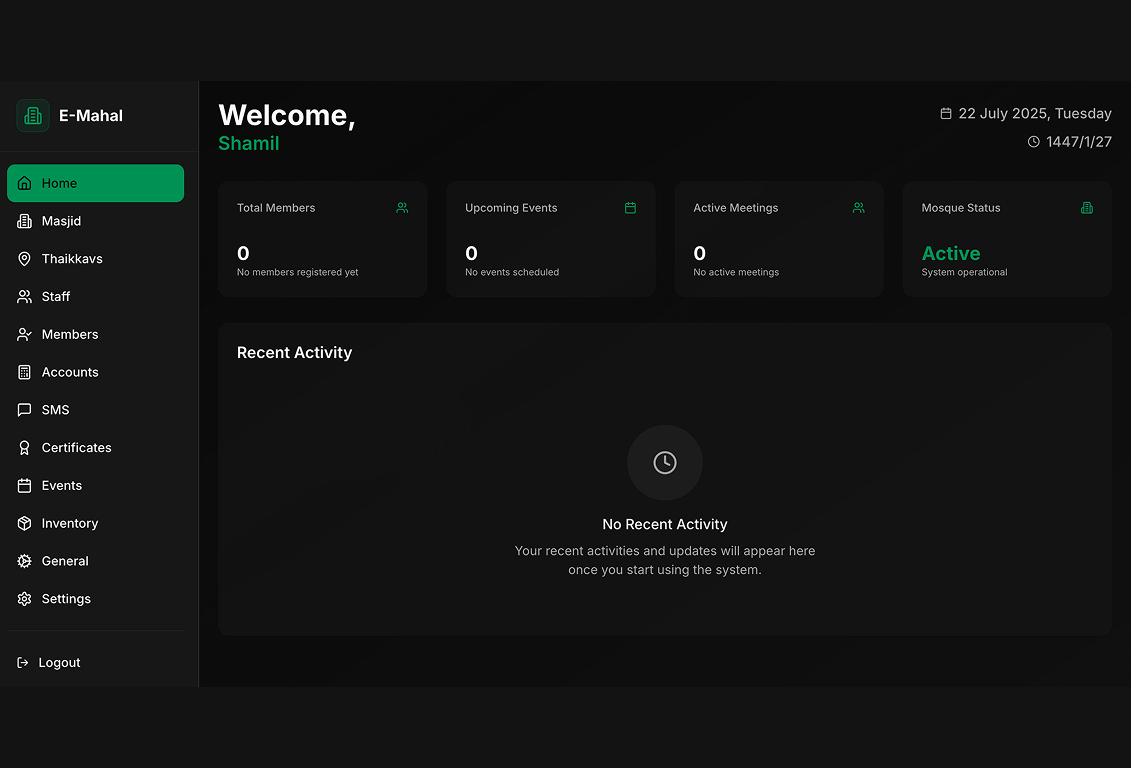 E-Mahal
Home
Masjid
Thaikkavs
Staff
Members
Accounts
SMS
Certificates
Events
Inventory
General
Settings
Logout
Welcome,
Shamil
22 July 2025, Tuesday
1447/1/27
Total Members
0
No members registered yet
Upcoming Events
0
No events scheduled
Active Meetings
0
No active meetings
Mosque Status
Active
System operational
Recent Activity
No Recent Activity
Your recent activities and updates will appear here
once you start using the system.